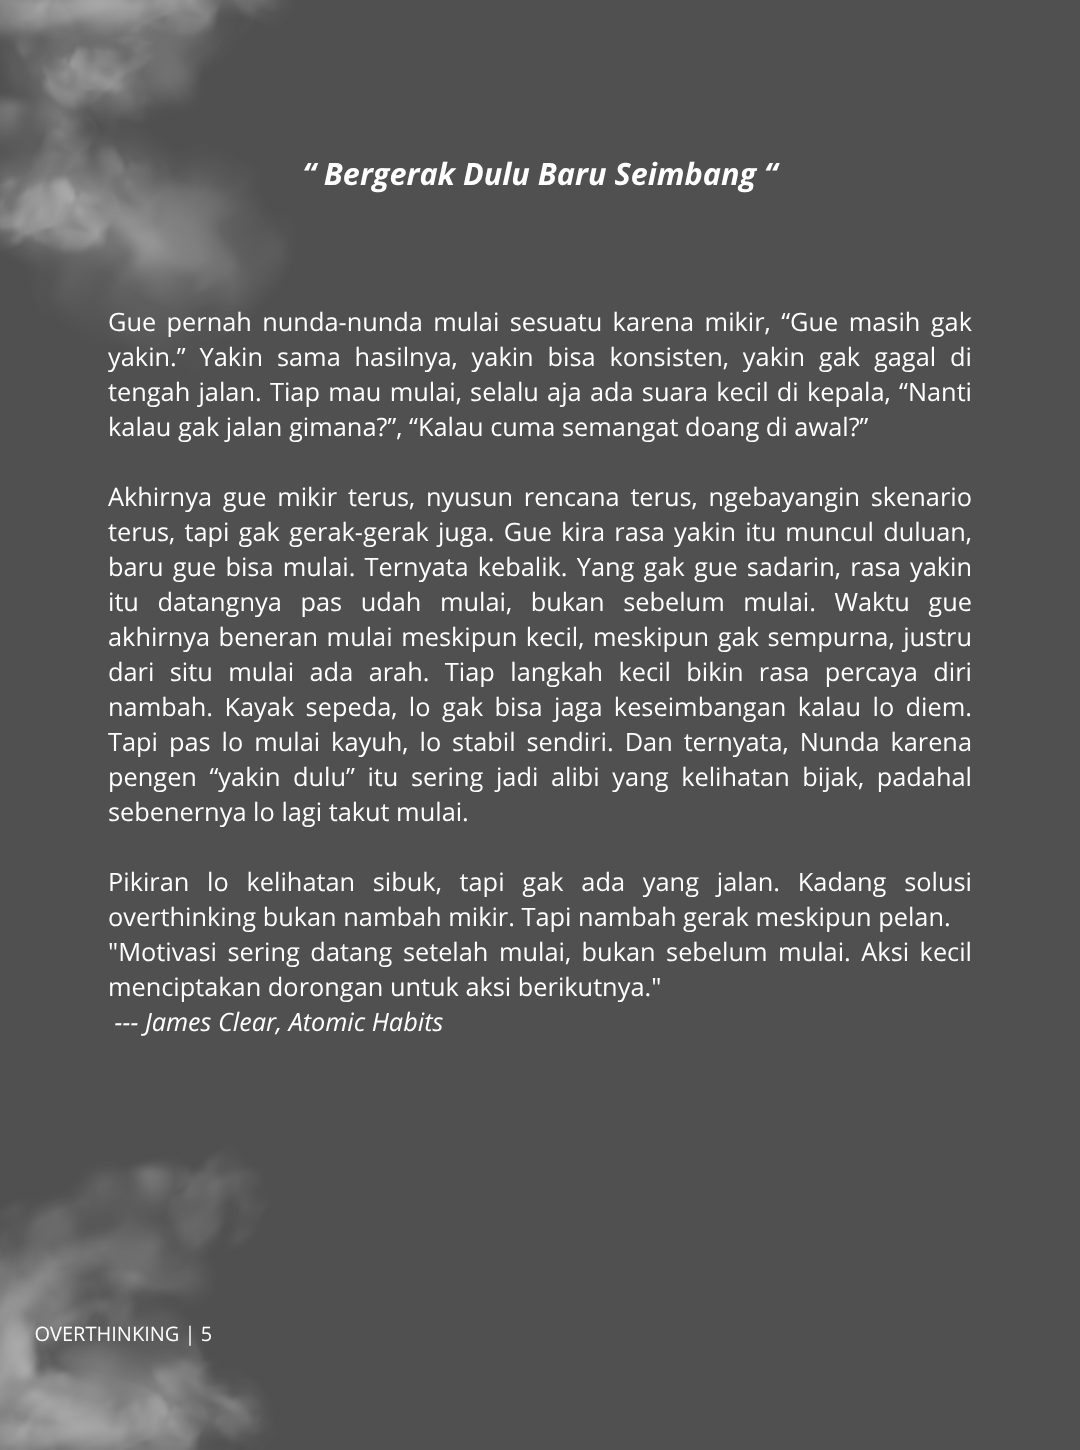 “ Bergerak Dulu Baru Seimbang “
Gue pernah nunda-nunda mulai sesuatu karena mikir, “Gue masih gak
yakin.” Yakin sama hasilnya, yakin bisa konsisten, yakin gak gagal di
tengah jalan. Tiap mau mulai, selalu aja ada suara kecil di kepala, “Nanti
kalau gak jalan gimana?”, “Kalau cuma semangat doang di awal?”
Akhirnya gue mikir terus, nyusun rencana terus, ngebayangin skenario
terus, tapi gak gerak-gerak juga. Gue kira rasa yakin itu muncul duluan,
baru gue bisa mulai. Ternyata kebalik. Yang gak gue sadarin, rasa yakin
itu datangnya pas udah mulai, bukan sebelum mulai. Waktu gue
akhirnya beneran mulai meskipun kecil, meskipun gak sempurna, justru
dari situ mulai ada arah. Tiap langkah kecil bikin rasa percaya diri
nambah. Kayak sepeda, lo gak bisa jaga keseimbangan kalau lo diem.
Tapi pas lo mulai kayuh, lo stabil sendiri. Dan ternyata, Nunda karena
pengen “yakin dulu” itu sering jadi alibi yang kelihatan bijak, padahal
sebenernya lo lagi takut mulai.
Pikiran lo kelihatan sibuk, tapi gak ada yang jalan. Kadang solusi
overthinking bukan nambah mikir. Tapi nambah gerak meskipun pelan.
"Motivasi sering datang setelah mulai, bukan sebelum mulai. Aksi kecil
menciptakan dorongan untuk aksi berikutnya."
--- James Clear, Atomic Habits
OVERTHINKING | 5